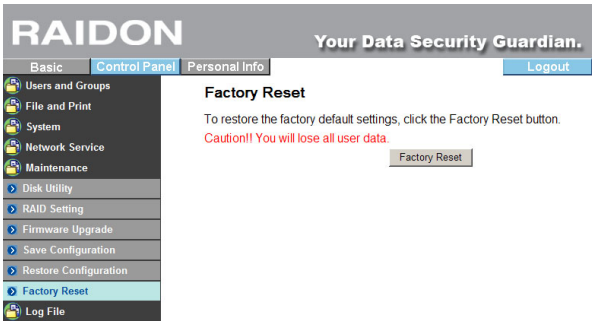 RAIDON
Your Data Security Guardian.
Basic Control Panel Personal Info Logout
Users and Groups
File and Print
System
Network Service
Maintenance
Disk Utility
RAID Setting
Firmware Upgrade
Save Configuration
Restore Configuration
Factory Reset
Log File
Factory Reset
To restore the factory default settings, click the Factory Reset button.
Caution!! You will lose all user data.
Factory Reset